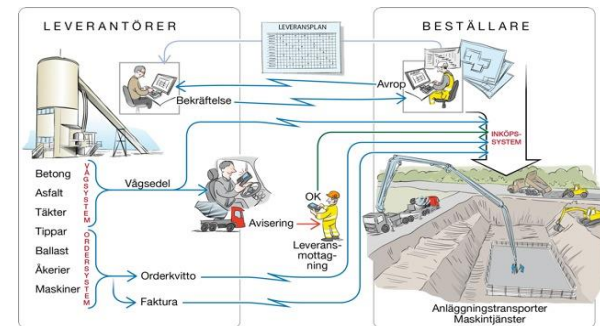 LEVERANTÖRER
LEVERANSPLAN
BESTÄLLARE
Avrop
Bekräftelse
INKÖPS-
SYSTEM
Betong
Asfalt
Täkter
Tippar
Ballast
Åkerier
Maskiner
VÅGSYSTEM
ORDERSYSTEM
Vågsedel
OK
Avisering
Leverans-
mottag-
ning
Orderkvitto
Faktura
Anläggningstransporter
Maskintjänster